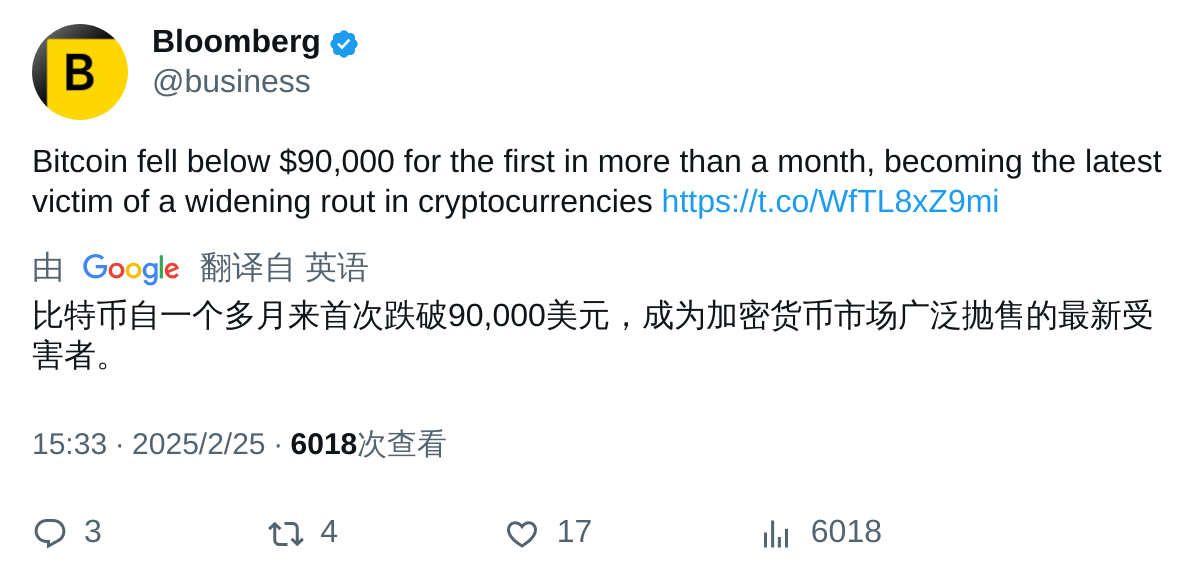 B
Bloomberg
@business
Bitcoin fell below $90,000 for the first in more than a month, becoming the latest
victim of a widening rout in cryptocurrencies https://t.co/WfTL8xZ9mi
由 Google 翻译自 英语
比特币自一个多月来首次跌破90,000美元，成为加密货币市场广泛抛售的最新受
害者。
15:33 · 2025/2/25 · 6018次查看
3 4 17 6018